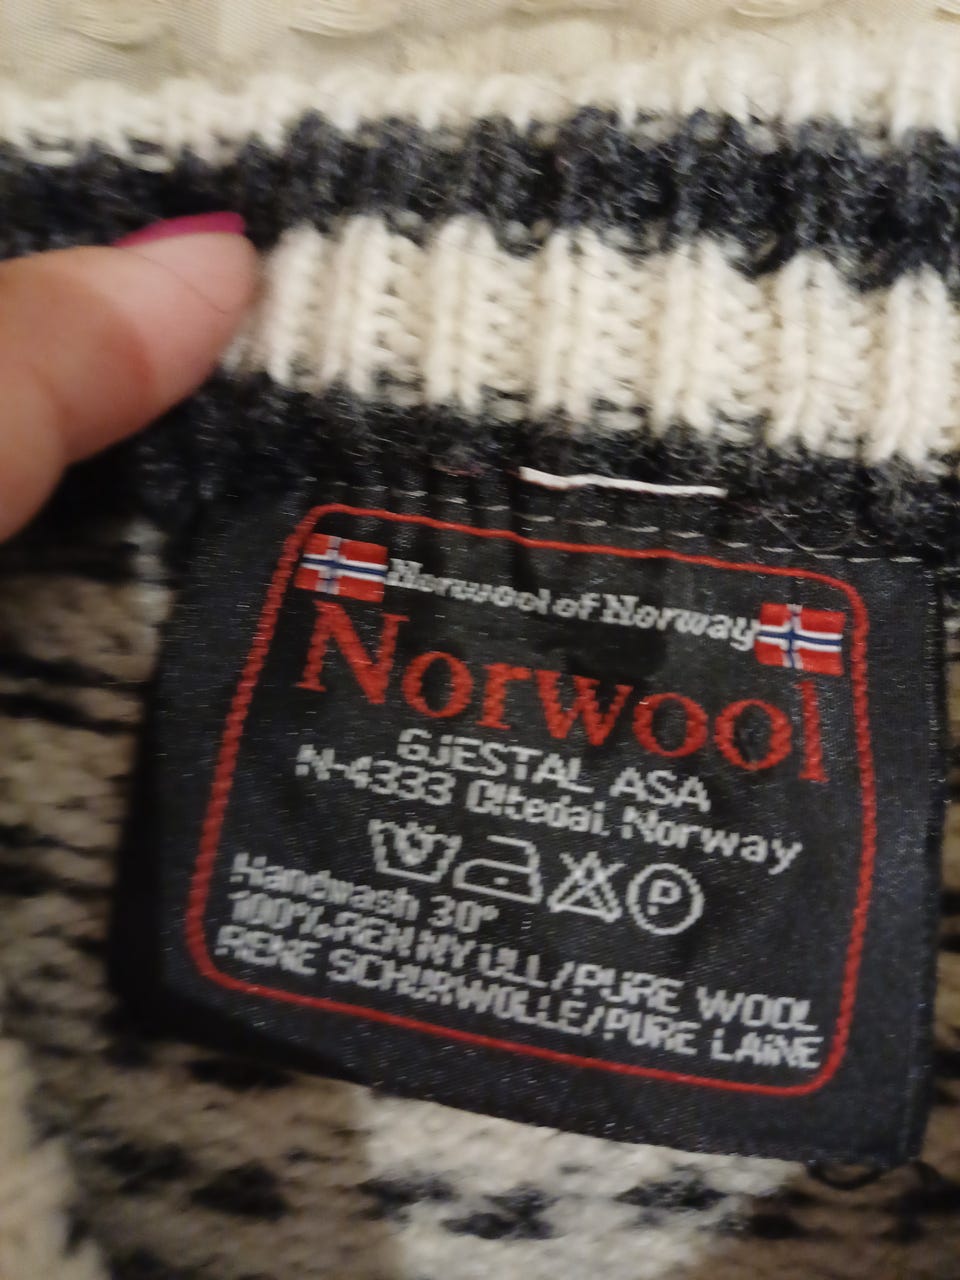 Norwool of Norway
Norwool
GJESTAL ASA
N-4333 Oltedal. Norway
P
Handwash 30°
100% REN NY ULL/PURE WOOL
REINE SCHURWOLLE/PURE LAINE